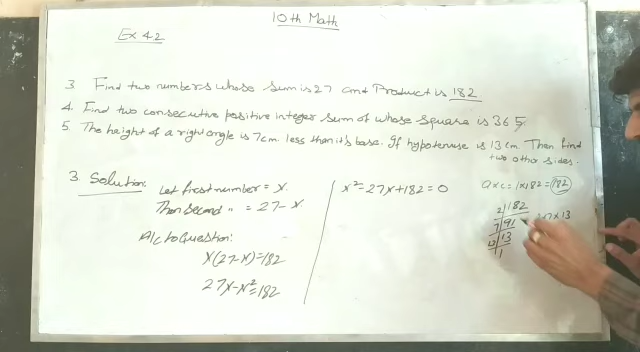 10th Math
Ex 4.2
3 Find two numbers whose sum is 27 and Product is 182
4. Find two consecutive positive integer sum of whose square is 365.
5. The height of a right angle is 7cm less than it's base. If hypotenuse is 13 cm. Then find
two other sides.
3. Solution:
Let first number = x.
Then second " = 27-x.
A/c to Question:
x(27-x)=182
27x-x²=182
x²-27x+182=0
a×c=1×182=182
2|182
7|91
13|13
1
×7×13